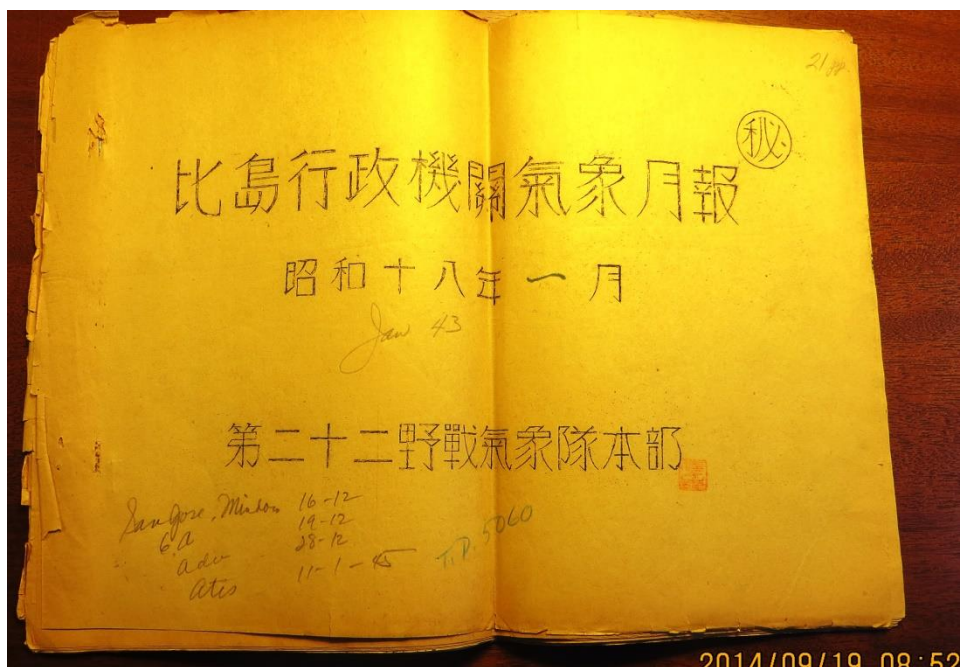 秘
比島行政機關氣象月報
昭和十八年一月
Jan 43
第二十二野戰氣象隊本部
San Jose, Mindoro 16-12
6 A 19-12
Adv 28-12
Atis 11-1-45
T.D. 5060
2014/09/19 08:52